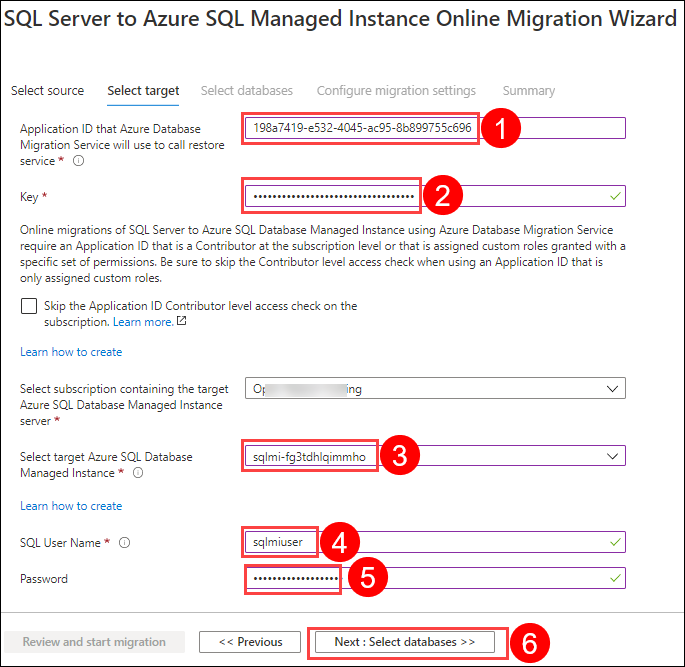 SQL Server to Azure SQL Managed Instance Online Migration Wizard
Select source Select target Select databases Configure migration settings Summary
Application ID that Azure Database
Migration Service will use to call restore
service *
198a7419-e532-4045-ac95-8b899755c696
1
Key *
•••••••••••••••••••••••••••••••••
2
Online migrations of SQL Server to Azure SQL Database Managed Instance using Azure Database Migration Service
require an Application ID that is a Contributor at the subscription level or that is assigned custom roles granted with a
specific set of permissions. Be sure to skip the Contributor level access check when using an Application ID that is
only assigned custom roles.
Skip the Application ID Contributor level access check on the
subscription. Learn more.
Learn how to create
Select subscription containing the target
Azure SQL Database Managed Instance
server *
Select target Azure SQL Database
Managed Instance *
sqlmi-fg3tdhlqimmho
3
Learn how to create
SQL User Name *
sqlmiuser
4
Password
••••••••••••••••••
5
Review and start migration << Previous Next : Select databases >> 6